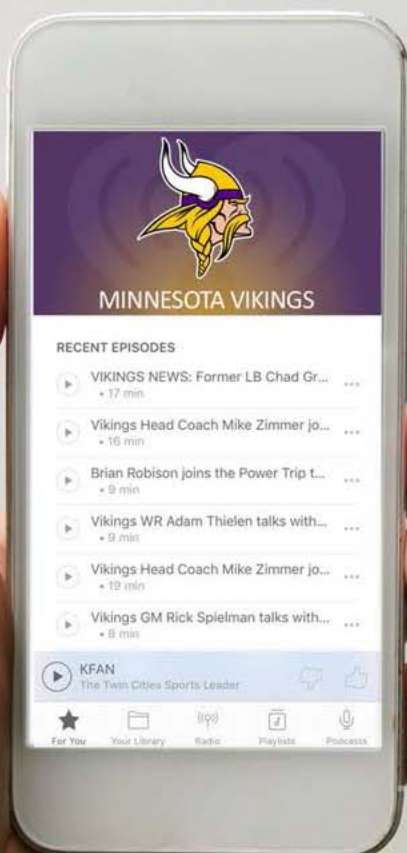 MINNESOTA VIKINGS
RECENT EPISODES
VIKINGS NEWS: Former LB Chad Gr...
• 17 min
Vikings Head Coach Mike Zimmer jo...
• 16 min
Brian Robison joins the Power Trip t...
• 9 min
Vikings WR Adam Thielen talks with...
• 9 min
Vikings Head Coach Mike Zimmer jo...
• 19 min
Vikings GM Rick Spielman talks with...
• 8 min
KFAN
The Twin Cities Sports Leader
For You
Your Library
Radio
Playlists
Podcasts